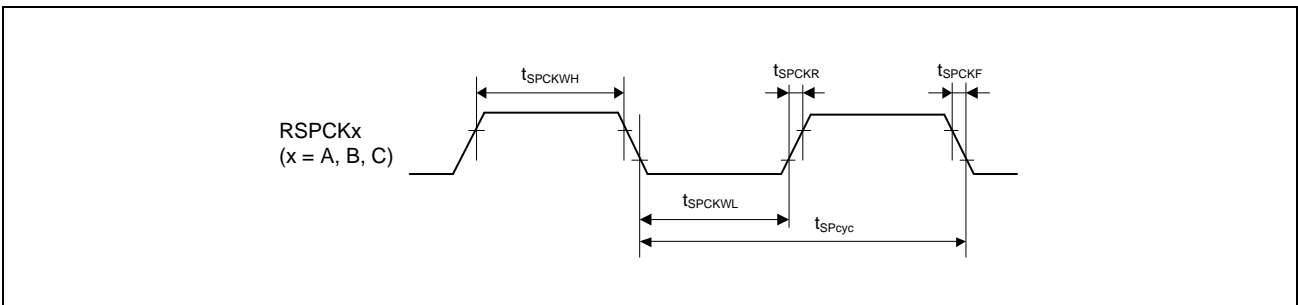 tSPCKWH
tSPCKR
tSPCKF
RSPCKx
(x = A, B, C)
tSPCKWL
tSPcyc